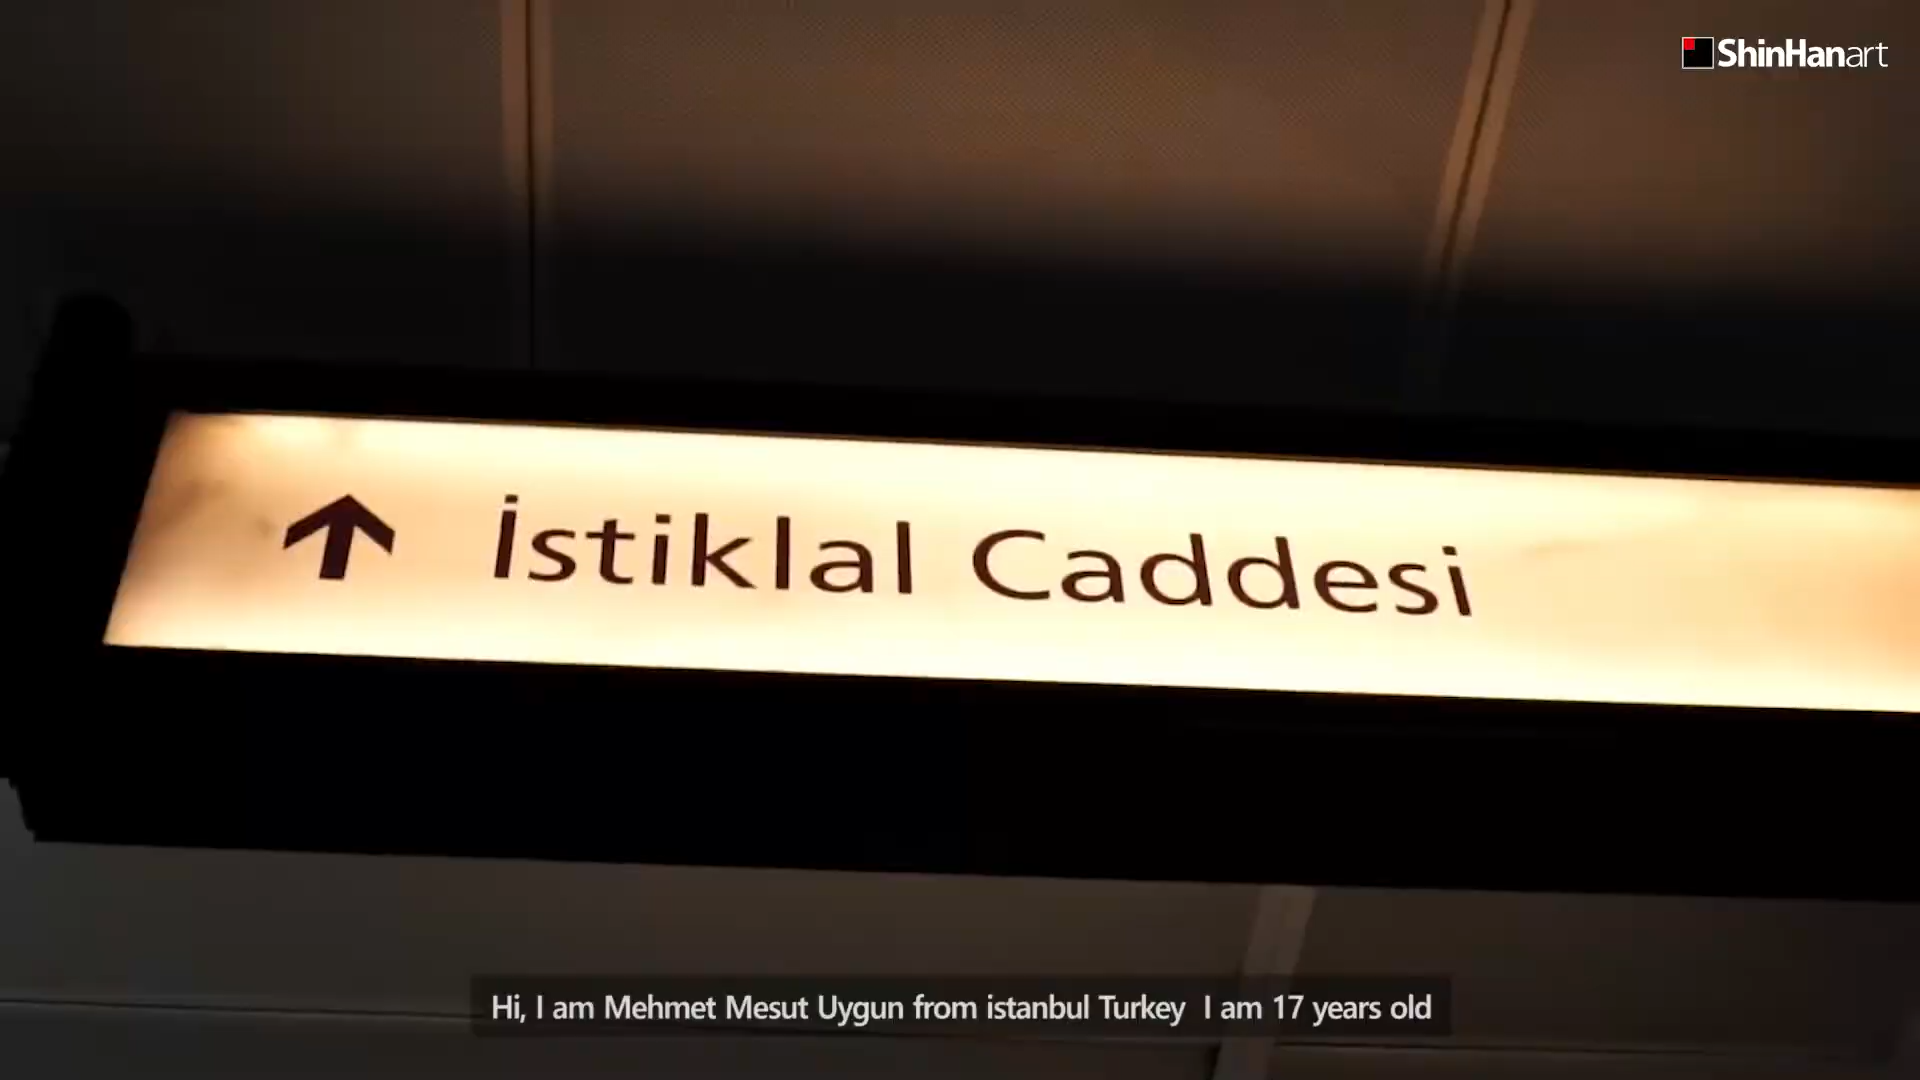 ShinHanart
İstiklal Caddesi
Hi, I am Mehmet Mesut Uygun from istanbul Turkey I am 17 years old